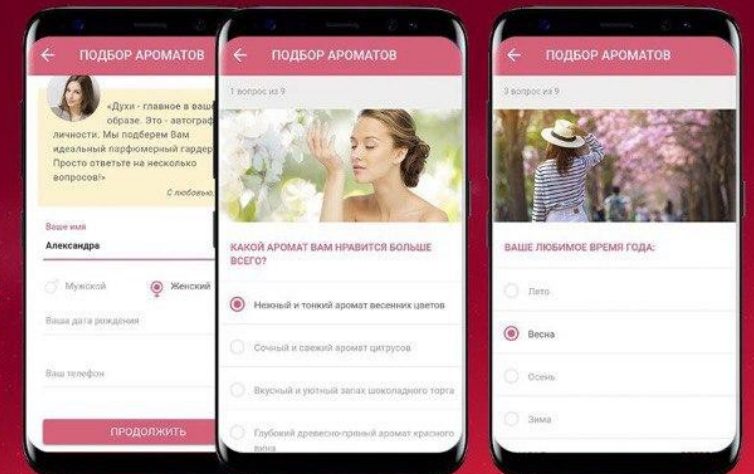 ПОДБОР АРОМАТОВ
«Духи - главное в ваш
образе. Это - автограф
личности. Мы подберем Вам
идеальный парфюмерный гардер
Просто ответьте на несколько
вопросов!»
С любовью,
Ваше имя
Александра
Мужской
Женский
Ваша дата рождения
Ваш телефон
ПРОДОЛЖИТЬ
ПОДБОР АРОМАТОВ
1 вопрос из 9
КАКОЙ АРОМАТ ВАМ НРАВИТСЯ БОЛЬШЕ
ВСЕГО?
Нежный и тонкий аромат весенних цветов
Сочный и свежий аромат цитрусов
Вкусный и уютный запах шоколадного торта
Глубокий древесно-пряный аромат красного
вина
ПОДБОР АРОМАТОВ
3 вопрос из 9
ВАШЕ ЛЮБИМОЕ ВРЕМЯ ГОДА:
Лето
Весна
Осень
Зима